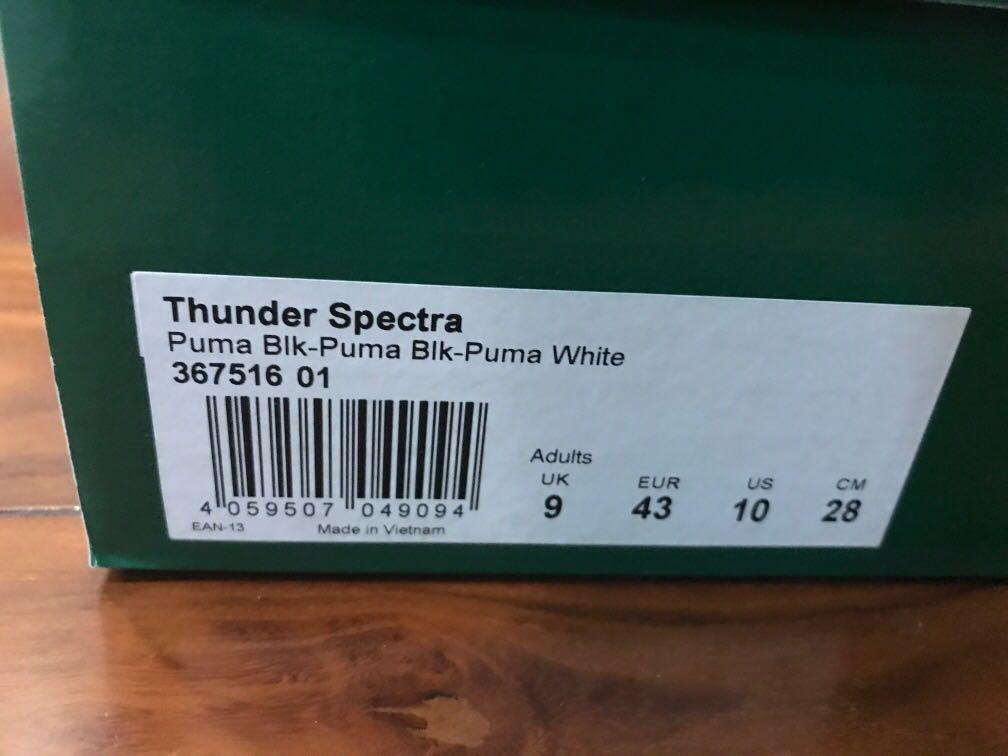 Thunder Spectra
Puma Blk-Puma Blk-Puma White
367516 01
4 059507 049094
EAN-13 Made in Vietnam
Adults
UK EUR US CM
9 43 10 28